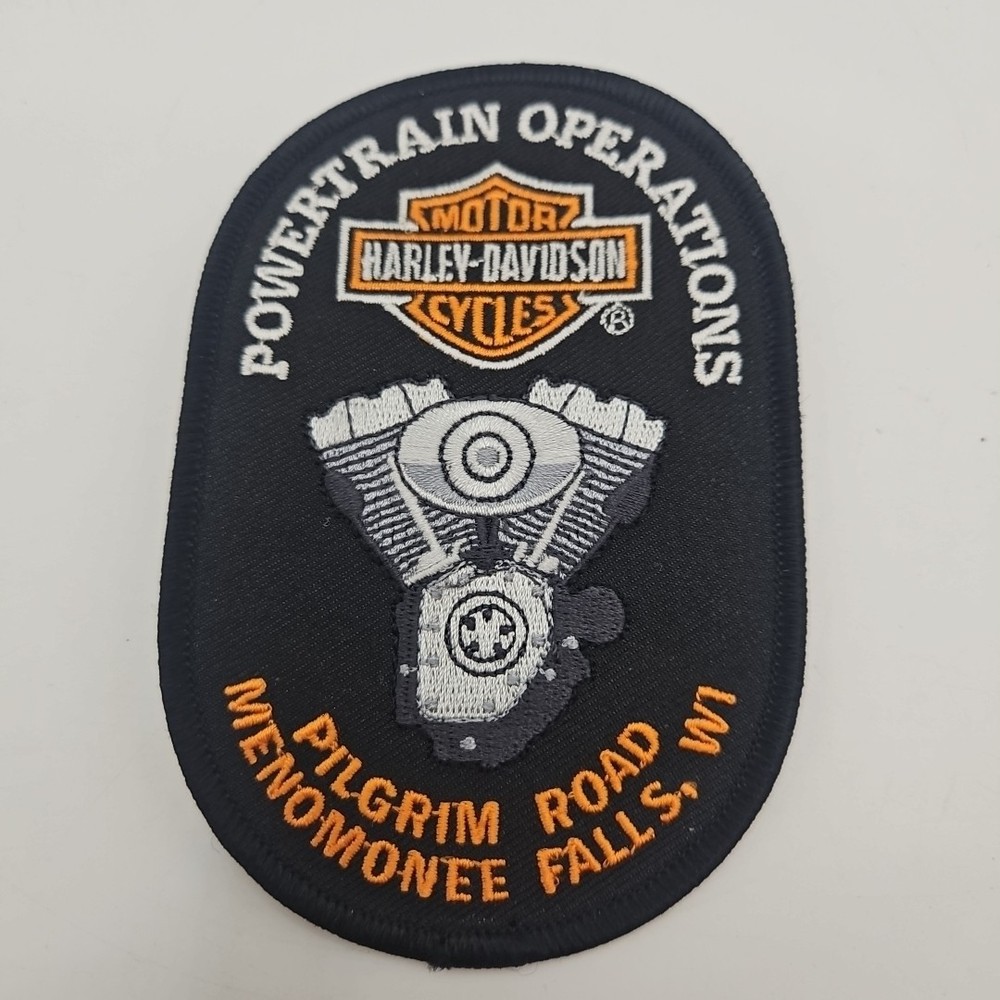 POWERTRAIN OPERATIONS
MOTOR
HARLEY-DAVIDSON
CYCLES
®
PILGRIM ROAD
MENOMONEE FALLS, WI